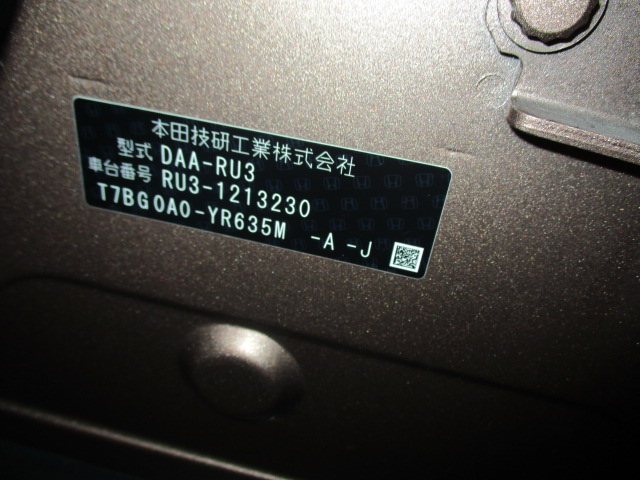 本田技研工業株式会社
型式 DAA-RU3
車台番号 RU3-1213230
T7BG0A0-YR635M -A -J